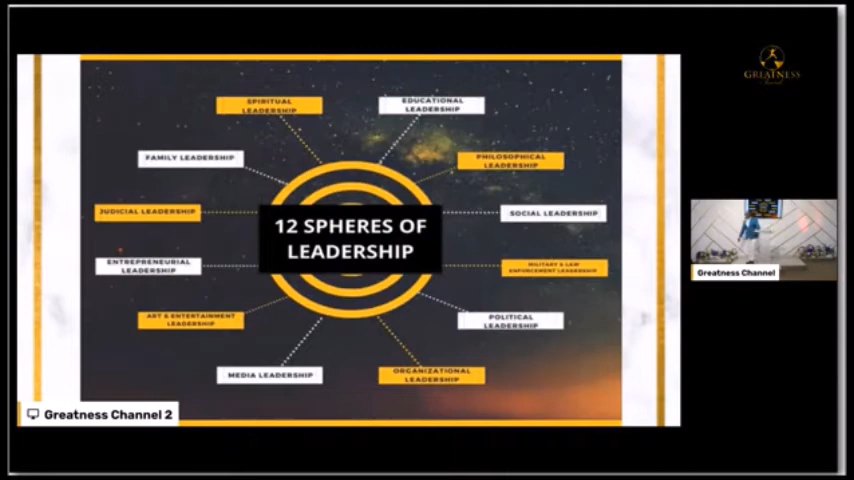 GREATNESS
SPIRITUAL
LEADERSHIP
EDUCATIONAL
LEADERSHIP
FAMILY LEADERSHIP
PHILOSOPHICAL
LEADERSHIP
JUDICIAL LEADERSHIP
SOCIAL LEADERSHIP
12 SPHERES OF
LEADERSHIP
ENTREPRENEURIAL
LEADERSHIP
MILITARY & LAW
ENFORCEMENT LEADERSHIP
Greatness Channel
ART & ENTERTAINMENT
LEADERSHIP
POLITICAL
LEADERSHIP
MEDIA LEADERSHIP
ORGANIZATIONAL
LEADERSHIP
Greatness Channel 2